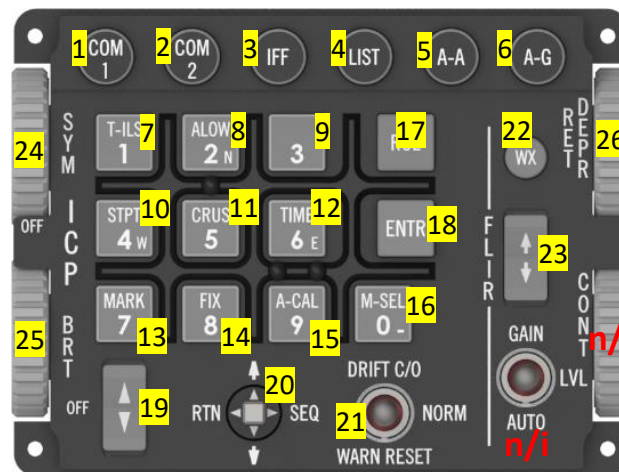 1 COM 1
2 COM 2
3 IFF
4 LIST
5 A-A
6 A-G
24
SYM
OFF
T-ILS 7
1
ALOW 8
2 N
9
3
17
22
WX
RET
DEPR
26
ICP
STPT 10
4 W
CRUS 11
5
TIME 12
6 E
ENTR 18
FLIR
23
25
BRT
OFF
MARK
7 13
FIX
8 14
A-CAL
9 15
M-SEL 16
0 -
CONT
n/
GAIN
LVL
AUTO
n/i
19
20
RTN
SEQ
DRIFT C/O
21
NORM
WARN RESET